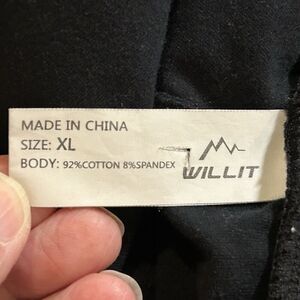 MADE IN CHINA
SIZE: XL
BODY: 92%COTTON 8%SPANDEX
WILLIT